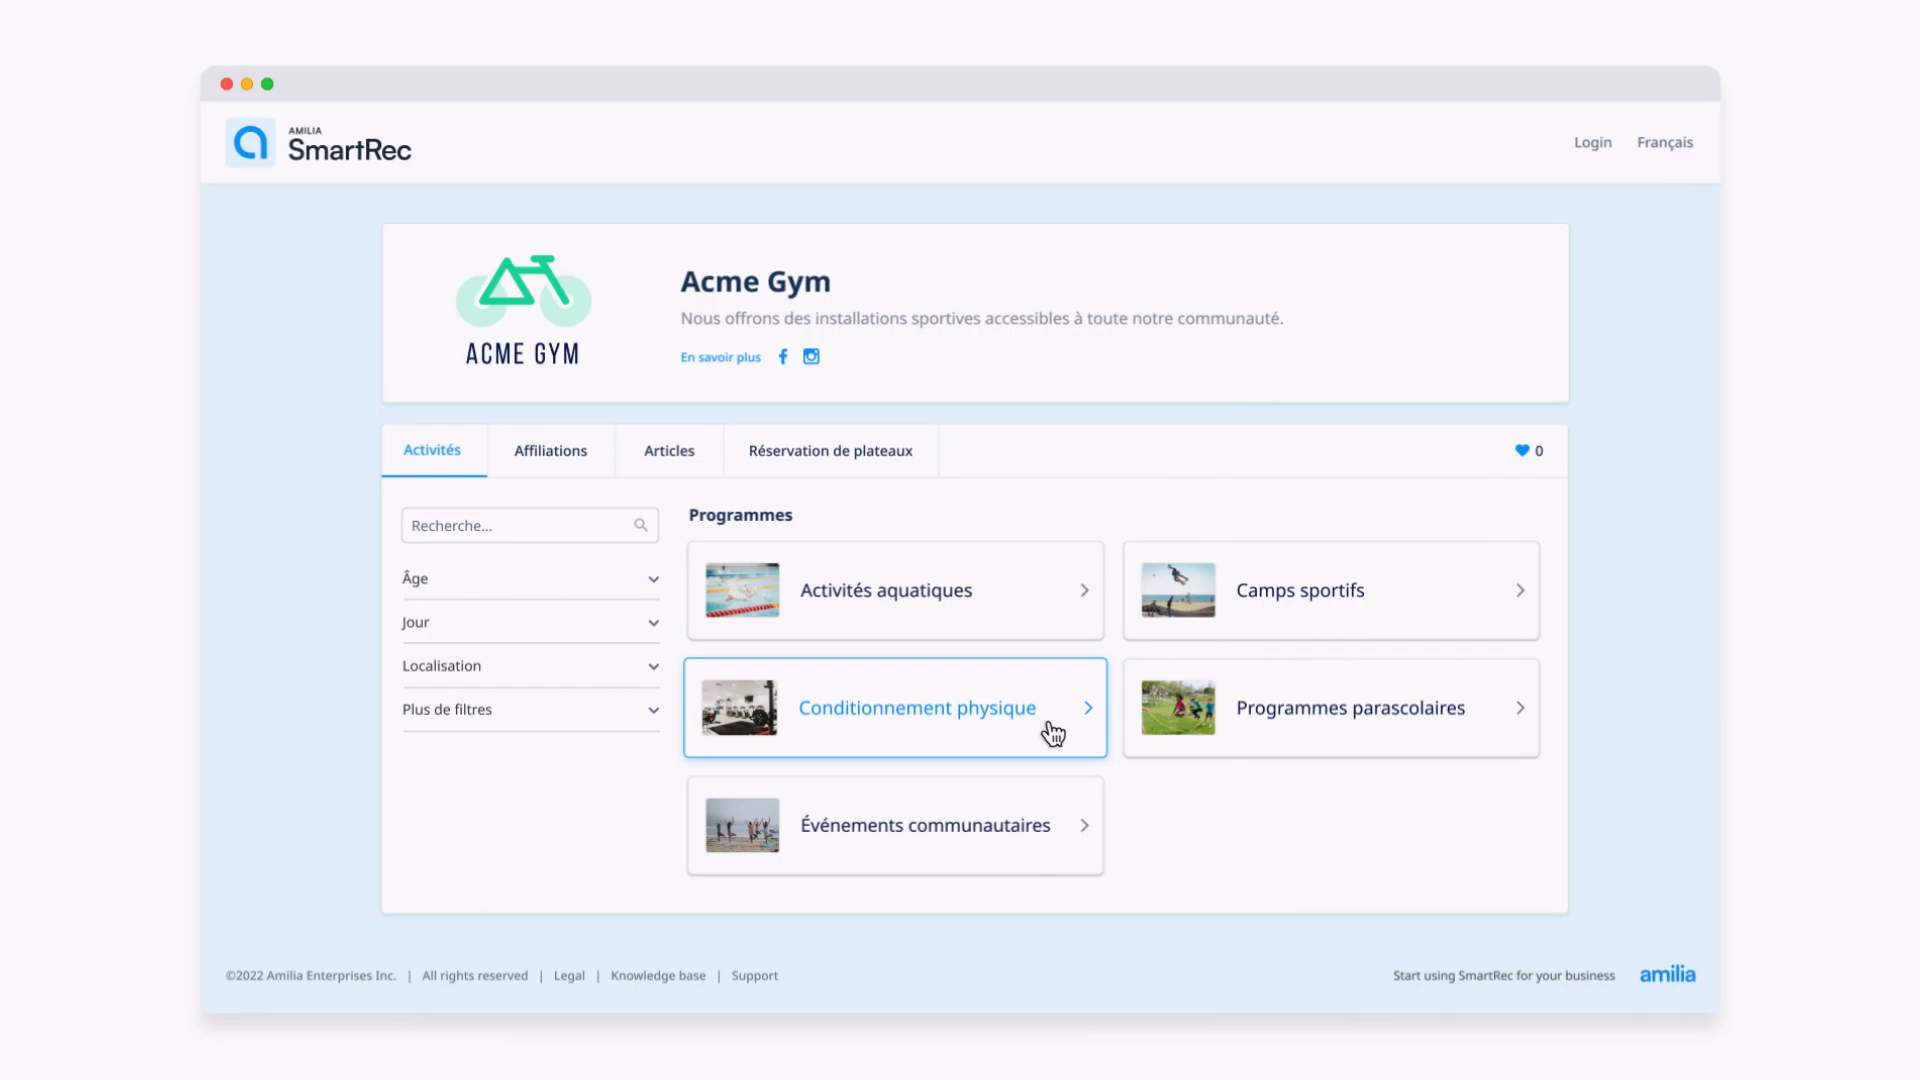 AMILIA
SmartRec
Login
Français
ACME GYM
Acme Gym
Nous offrons des installations sportives accessibles à toute notre communauté.
En savoir plus
Activités
Affiliations
Articles
Réservation de plateaux
0
Recherche...
Âge
Jour
Localisation
Plus de filtres
Programmes
Activités aquatiques
Camps sportifs
Conditionnement physique
Programmes parascolaires
Événements communautaires
©2022 Amilia Enterprises Inc. | All rights reserved | Legal | Knowledge base | Support
Start using SmartRec for your business
amilia